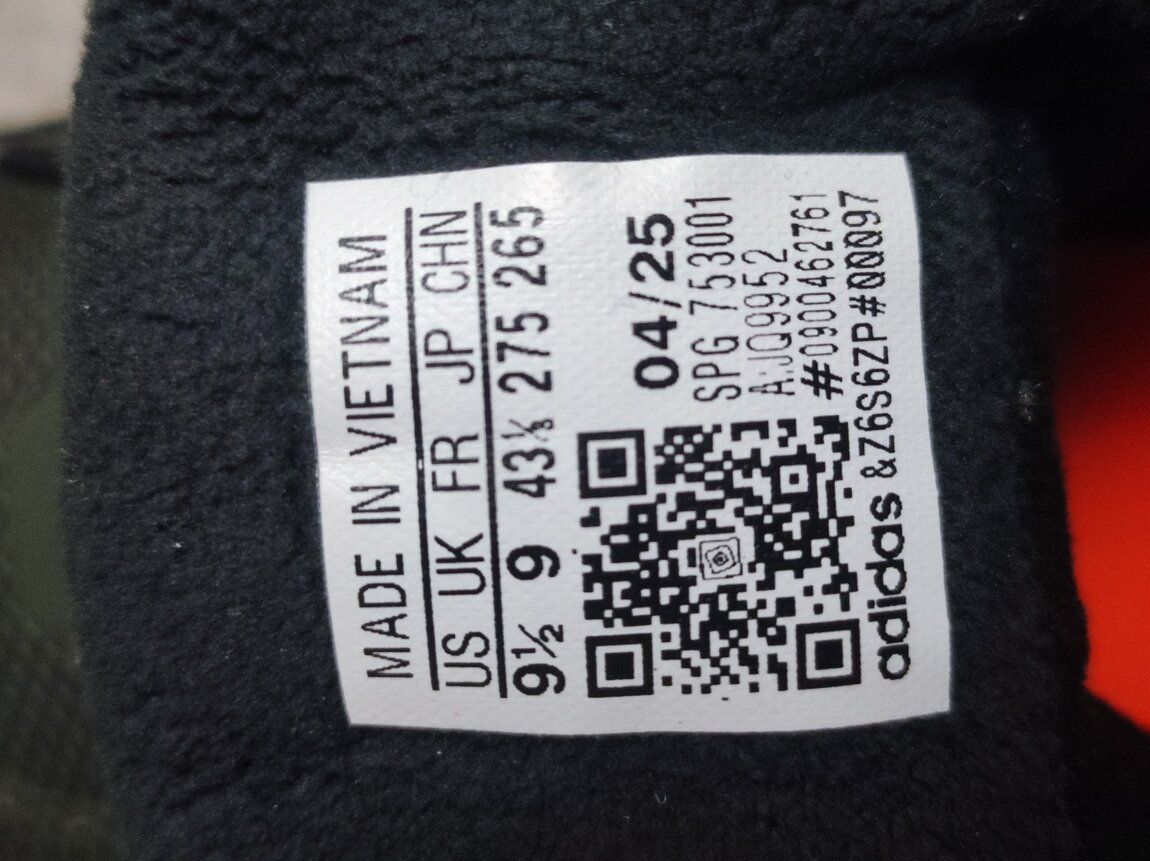 MADE IN VIETNAM
US UK FR JP CHN
9½ 9 43⅓ 275 265
04/25
SPG 753001
A:JQ9952
#0900462761
adidas &Z6S6ZP#00097